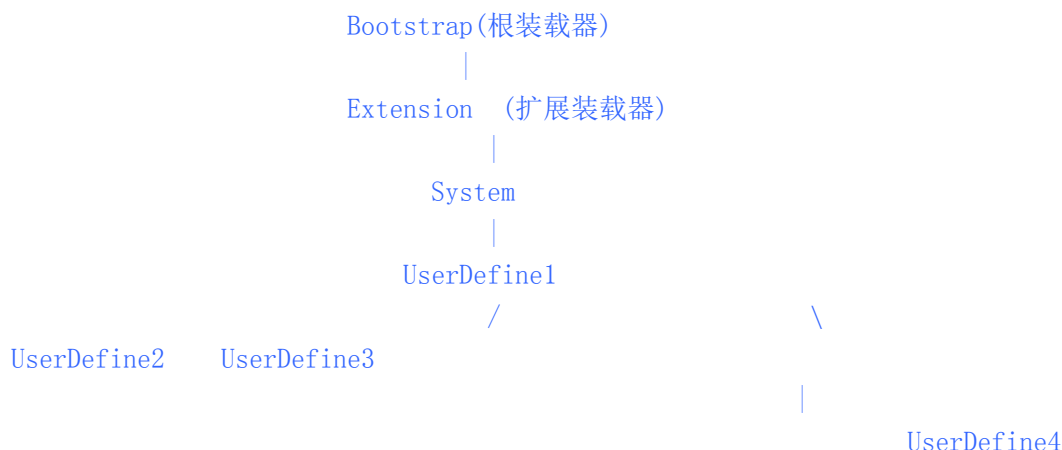 Bootstrap(根装载器)
|
Extension (扩展装载器)
|
System
|
UserDefine1
/ \
UserDefine2 UserDefine3
|
UserDefine4